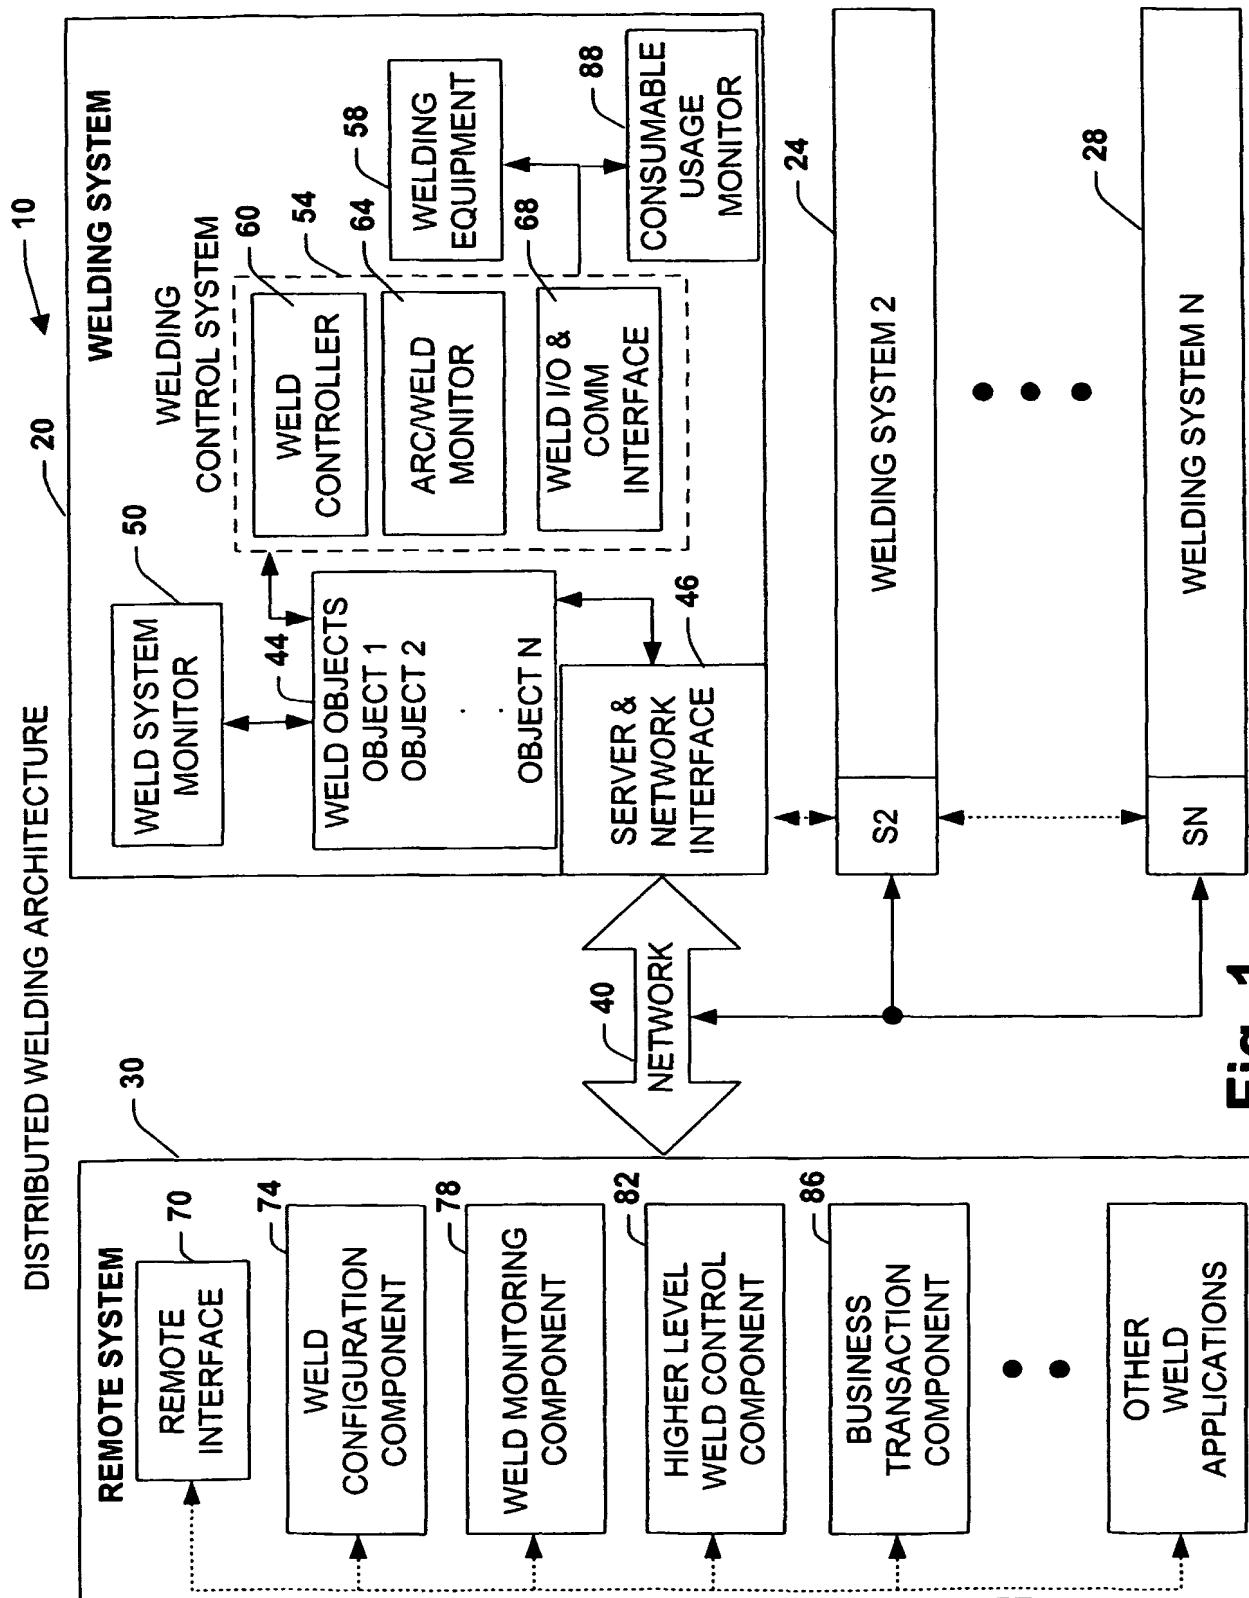 DISTRIBUTED WELDING ARCHITECTURE
10
REMOTE SYSTEM
30
REMOTE
INTERFACE
70
WELD
CONFIGURATION
COMPONENT
74
WELD MONITORING
COMPONENT
78
HIGHER LEVEL
WELD CONTROL
COMPONENT
82
BUSINESS
TRANSACTION
COMPONENT
86
OTHER
WELD
APPLICATIONS
NETWORK
40
20
WELDING SYSTEM
WELD SYSTEM
MONITOR
50
44
WELD OBJECTS
OBJECT 1
OBJECT 2
OBJECT N
SERVER &
NETWORK
INTERFACE
46
WELDING
CONTROL SYSTEM
54
WELD
CONTROLLER
60
ARC/WELD
MONITOR
64
WELD I/O &
COMM
INTERFACE
68
WELDING
EQUIPMENT
58
CONSUMABLE
USAGE
MONITOR
88
S2
WELDING SYSTEM 2
24
SN
WELDING SYSTEM N
28
Fig. 1